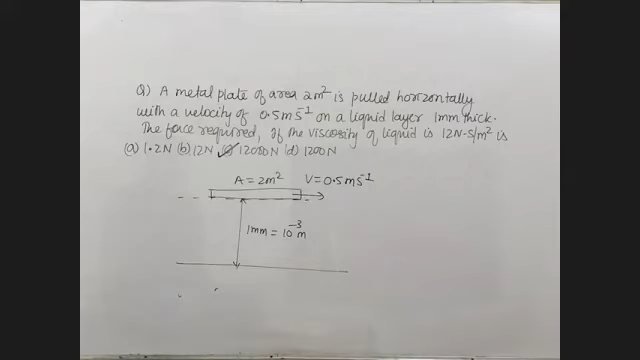 Q) A metal plate of area 2m² is pulled horizontally
with a velocity of 0.5ms⁻¹ on a liquid layer 1mm thick.
The force required, if the viscosity of liquid is 12N-S/m² is
(a) 1.2N (b) 12N (c) 12000N (d) 1200N
A = 2m² V = 0.5ms⁻¹
1mm = 10⁻³m